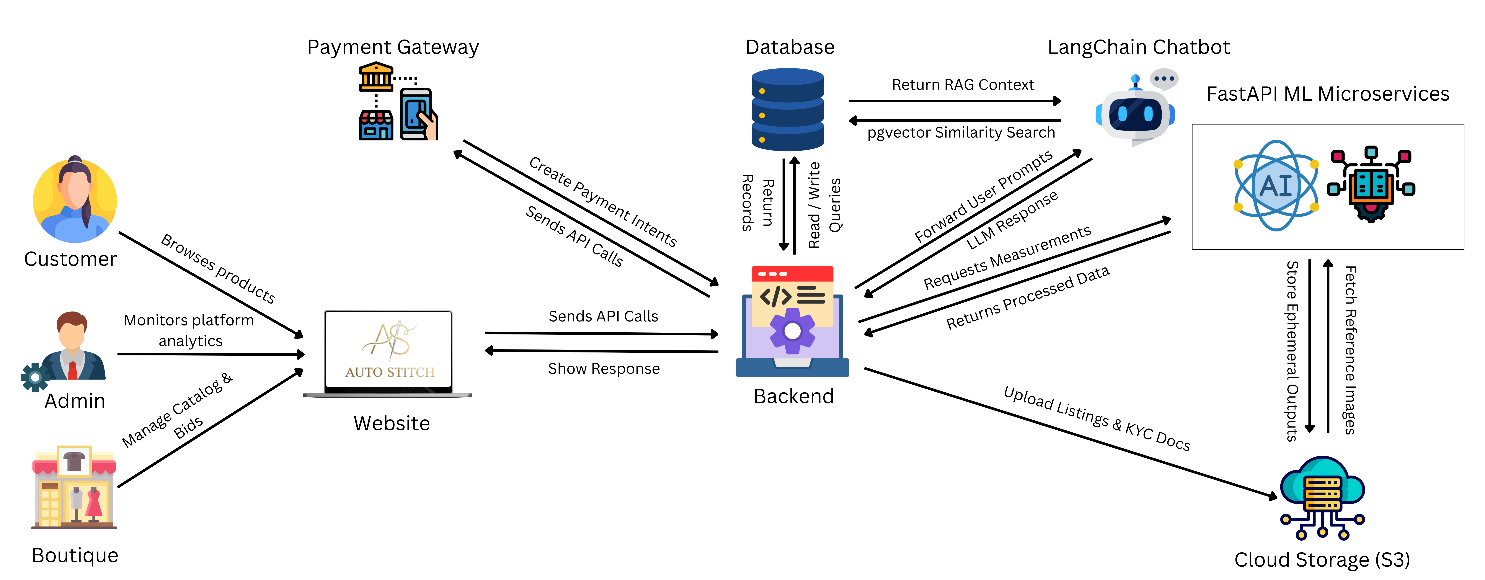 Payment Gateway
Database
LangChain Chatbot
FastAPI ML Microservices
Return RAG Context
pgvector Similarity Search
AI
Create Payment Intents
Sends API Calls
Return
Records
Read / Write
Queries
Forward User Prompts
LLM Response
Requests Measurements
Returns Processed Data
Customer
Browses products
Monitors platform
analytics
Admin
Manage Catalog &
Bids
Boutique
AS
AUTO STITCH
Website
Sends API Calls
Show Response
</>
Backend
Upload Listings & KYC Docs
Store Ephemeral Outputs
Fetch Reference Images
Cloud Storage (S3)